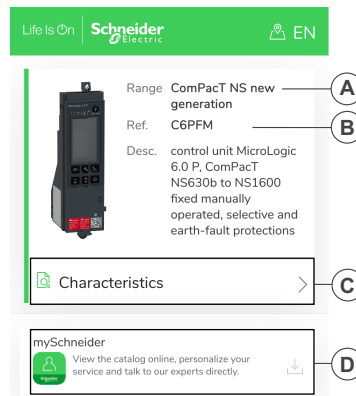 Life Is On Schneider Electric EN
Range ComPacT NS new generation A
Ref. C6PFM B
Desc. control unit MicroLogic
6.0 P, ComPacT
NS630b to NS1600
fixed manually
operated, selective and
earth-fault protections
Characteristics C
mySchneider
View the catalog online, personalize your
service and talk to our experts directly. D